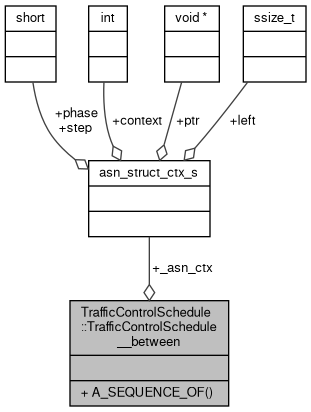 short
int
void *
ssize_t
+phase
+step
+context
+ptr
+left
asn_struct_ctx_s
+_asn_ctx
TrafficControlSchedule
::TrafficControlSchedule
__between
+ A_SEQUENCE_OF()